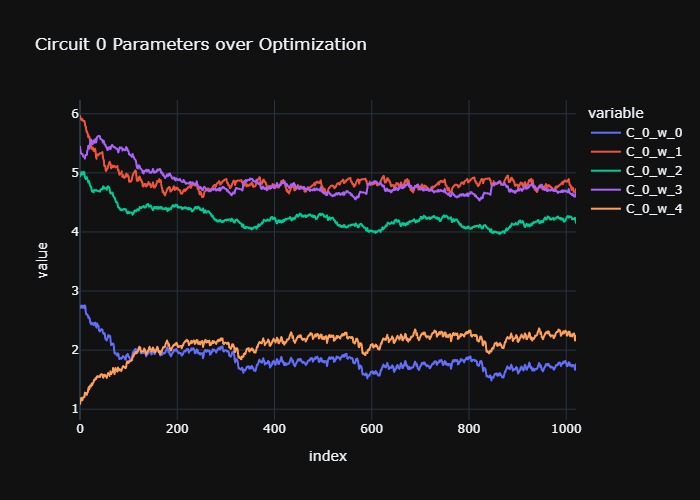 Circuit 0 Parameters over Optimization
variable
C_0_w_0
C_0_w_1
C_0_w_2
C_0_w_3
C_0_w_4
6
5
4
3
2
1
value
0 200 400 600 800 1000
index